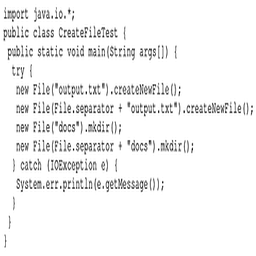 import java.io.*;
public class CreateFileTest {
public static void main(String args[]) {
try {
new File("output.txt").createNewFile();
new File(File.separator + "output.txt").createNewFile();
new File("docs").mkdir();
new File(File.separator + "docs").mkdir();
} catch (IOException e) {
System.err.println(e.getMessage());
}
}
}